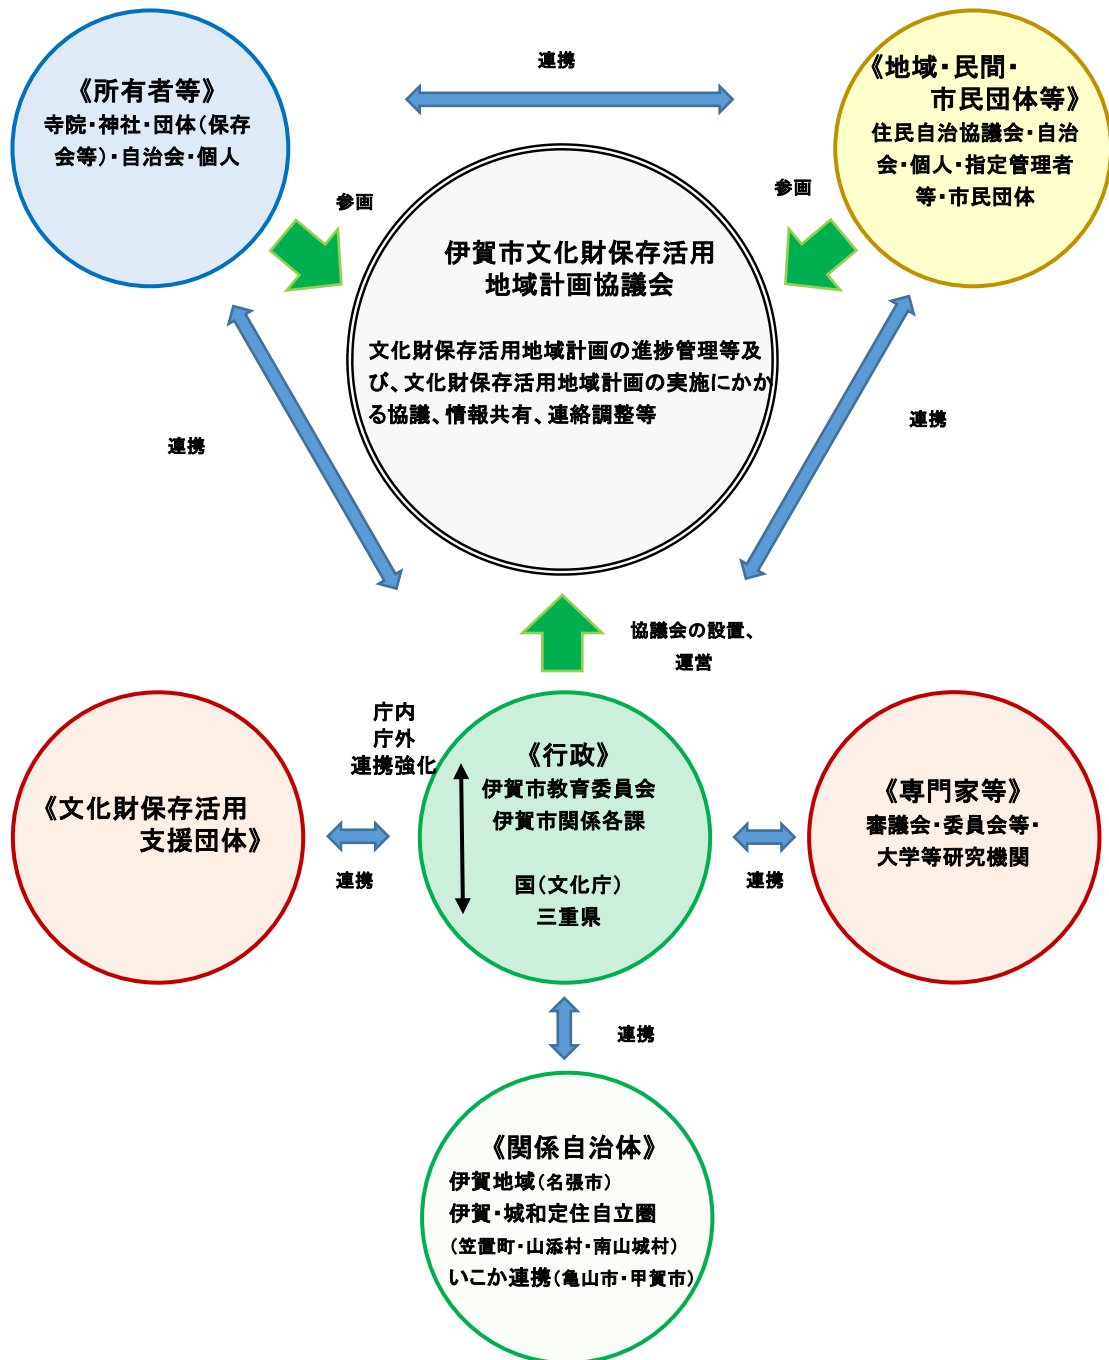 連携
《所有者等》
寺院・神社・団体（保存
会等）・自治会・個人
《地域・民間・
市民団体等》
住民自治協議会・自治
会・個人・指定管理者
等・市民団体
参画
参画
伊賀市文化財保存活用
地域計画協議会
文化財保存活用地域計画の進捗管理等及
び、文化財保存活用地域計画の実施にかか
る協議、情報共有、連絡調整等
連携
連携
協議会の設置、
運営
庁内
庁外
連携強化
《文化財保存活用
支援団体》
連携
《行政》
伊賀市教育委員会
伊賀市関係各課
国（文化庁）
三重県
連携
《専門家等》
審議会・委員会等・
大学等研究機関
連携
《関係自治体》
伊賀地域（名張市）
伊賀・城和定住自立圏
（笠置町・山添村・南山城村）
いこか連携（亀山市・甲賀市）